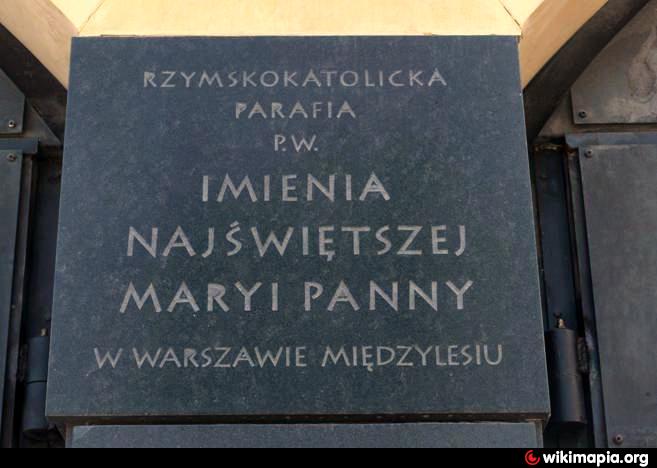 RZYMSKOKATOLICKA
PARAFIA
P.W.
IMIENIA
NAJŚWIĘTSZEJ
MARYI PANNY
W WARSZAWIE MIĘDZYLESIU
wikimapia.org